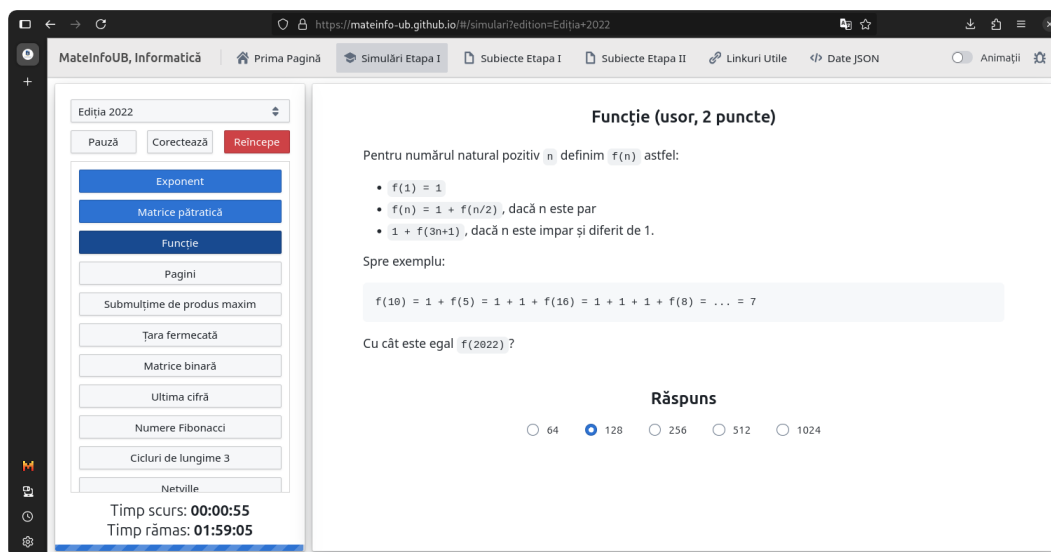 https://mateinfo-ub.github.io/#/simulari?edition=Ediția+2022
MateInfoUB, Informatică
Prima Pagină
Simulări Etapa I
Subiecte Etapa I
Subiecte Etapa II
Linkuri Utile
</> Date JSON
Animații
Ediția 2022
Pauză
Corectează
Reîncepe
Exponent
Matrice pătratică
Funcție
Pagini
Submulțime de produs maxim
Țara fermecată
Matrice binară
Ultima cifră
Numere Fibonacci
Cicluri de lungime 3
Netville
Timp scurs: 00:00:55
Timp rămas: 01:59:05
Funcție (usor, 2 puncte)
Pentru numărul natural pozitiv n definim f(n) astfel:
• f(1) = 1
• f(n) = 1 + f(n/2) , dacă n este par
• 1 + f(3n+1) , dacă n este impar și diferit de 1.
Spre exemplu:
f(10) = 1 + f(5) = 1 + 1 + f(16) = 1 + 1 + 1 + f(8) = ... = 7
Cu cât este egal f(2022) ?
Răspuns
64 128 256 512 1024